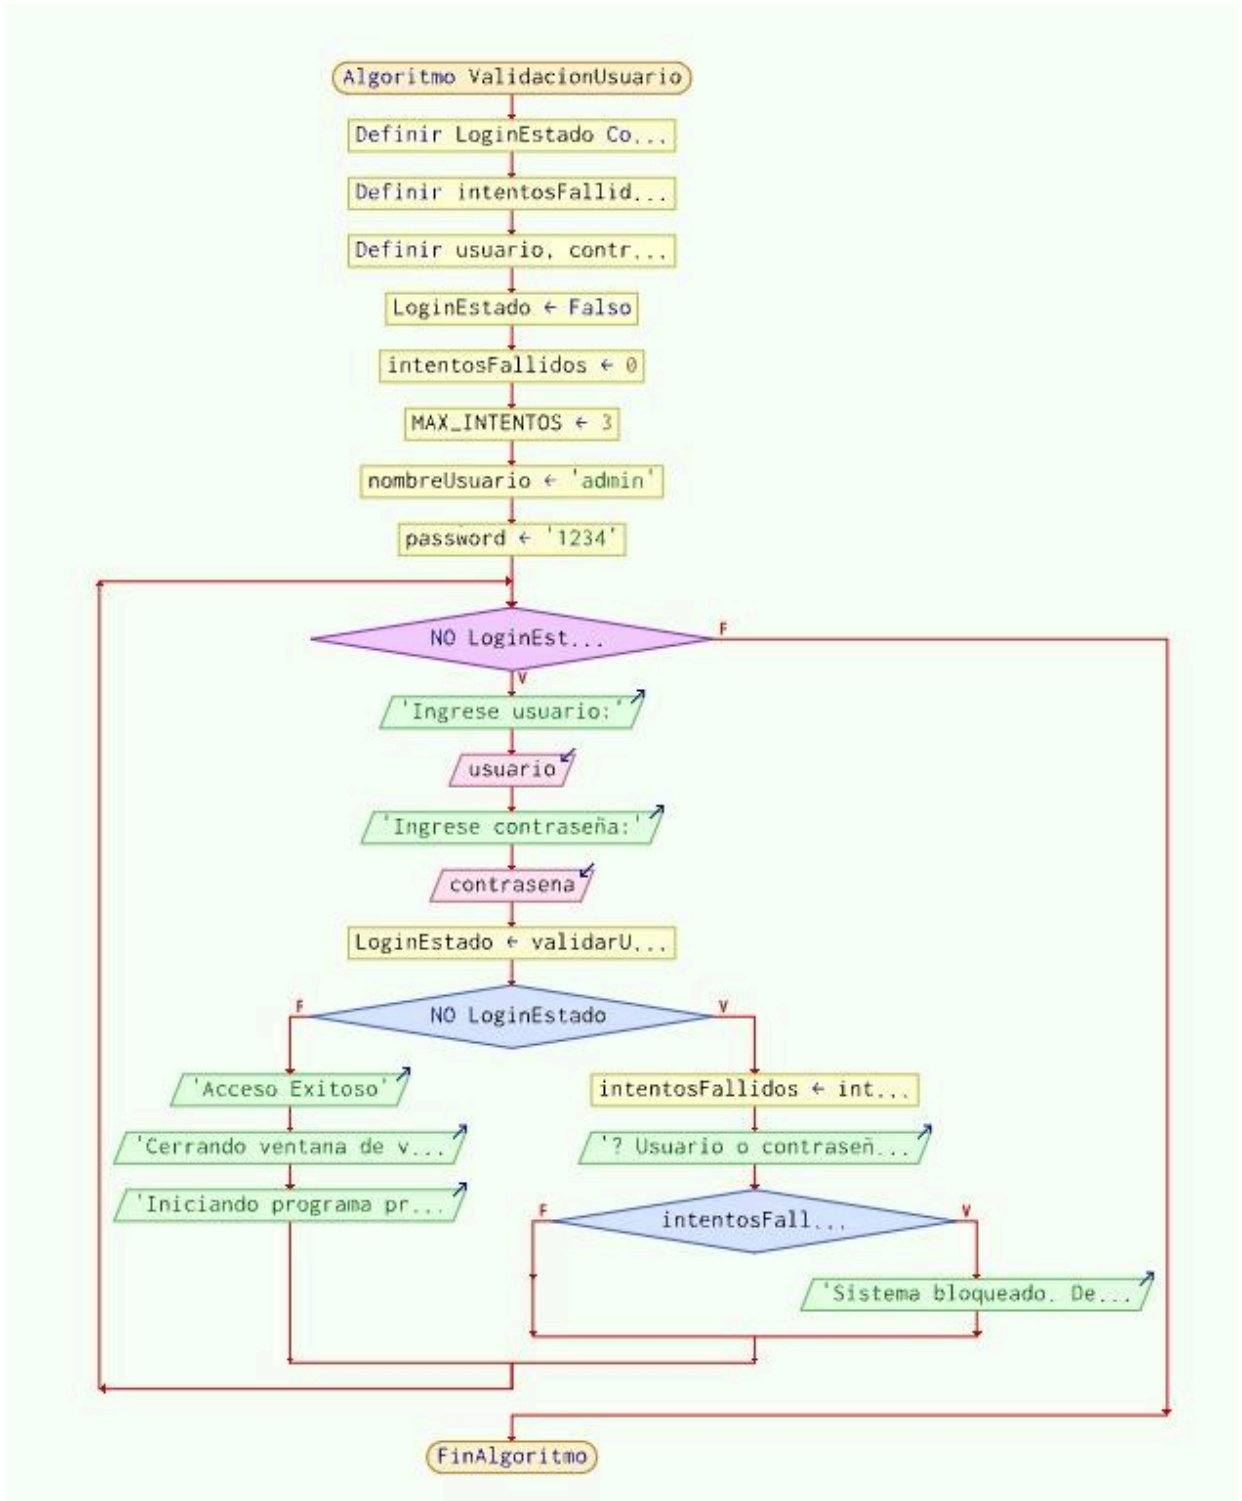 Algoritmo ValidacionUsuario
Definir LoginEstado Co...
Definir intentosFallid...
Definir usuario, contr...
LoginEstado ← Falso
intentosFallidos ← 0
MAX_INTENTOS ← 3
nombreUsuario ← 'admin'
password ← '1234'
NO LoginEst...
F
V
'Ingrese usuario:'
usuario
'Ingrese contraseña:'
contrasena
LoginEstado ← validarU...
F
NO LoginEstado
V
'Acceso Exitoso'
intentosFallidos ← int...
'Cerrando ventana de v...
'? Usuario o contraseñ...
'Iniciando programa pr...
F
intentosFall...
V
'Sistema bloqueado. De...
FinAlgoritmo